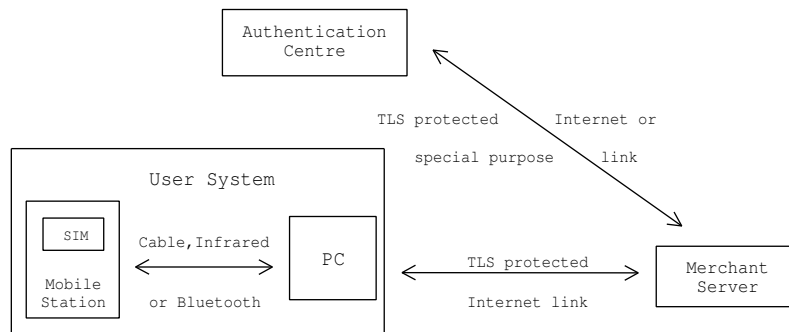 Authentication
Centre
TLS protected Internet or
special purpose link
User System
SIM
Mobile
Station
Cable,Infrared
or Bluetooth
PC
TLS protected
Internet link
Merchant
Server